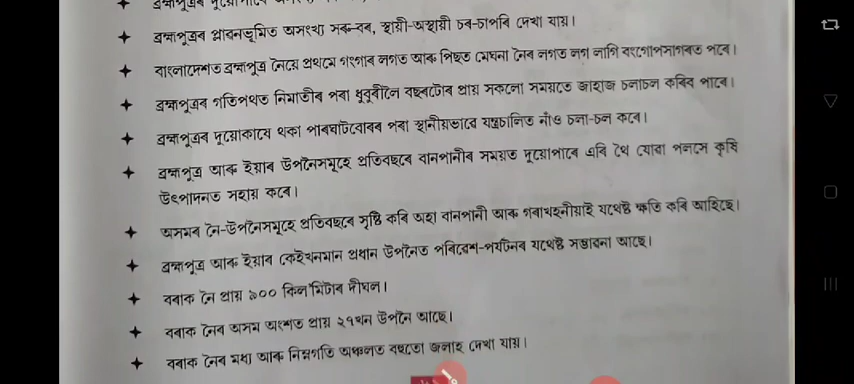 ব্ৰহ্মপুত্ৰৰ দুয়োপাৰে
ব্ৰহ্মপুত্ৰৰ প্লাৱনভূমিত অসংখ্য সৰু-বৰ, স্থায়ী-অস্থায়ী চৰ-চাপৰি দেখা যায়।
বাংলাদেশত ব্ৰহ্মপুত্ৰ নৈয়ে প্ৰথমে গংগাৰ লগত আৰু পিছত মেঘনা নৈৰ লগত লগ লাগি বংগোপসাগৰত পৰে।
ব্ৰহ্মপুত্ৰৰ গতিপথত নিমাতীৰ পৰা ধুবুৰীলৈ বছৰটোৰ প্ৰায় সকলো সময়তে জাহাজ চলাচল কৰিব পাৰে।
ব্ৰহ্মপুত্ৰৰ দুয়োকাষে থকা পাৰঘাটবোৰৰ পৰা স্থানীয়ভাৱে যন্ত্ৰচালিত নাঁও চলা-চল কৰে।
ব্ৰহ্মপুত্ৰ আৰু ইয়াৰ উপনৈসমূহে প্ৰতিবছৰে বানপানীৰ সময়ত দুয়োপাৰে এৰি থৈ যোৱা পলসে কৃষি
উৎপাদনত সহায় কৰে।
অসমৰ নৈ-উপনৈসমূহে প্ৰতিবছৰে সৃষ্টি কৰি অহা বানপানী আৰু গৰাখহনীয়াই যথেষ্ট ক্ষতি কৰি আহিছে।
ব্ৰহ্মপুত্ৰ আৰু ইয়াৰ কেইখনমান প্ৰধান উপনৈত পৰিৱেশ-পৰ্যটনৰ যথেষ্ট সম্ভাৱনা আছে।
বৰাক নৈ প্ৰায় ৯০০ কিলমিটাৰ দীঘল।
বৰাক নৈৰ অসম অংশত প্ৰায় ২৭খন উপনৈ আছে।
বৰাক নৈৰ মধ্য আৰু নিম্নগতি অঞ্চলত বহুতো জলাহ দেখা যায়।